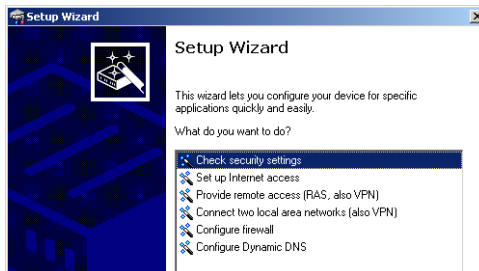 Setup Wizard
Setup Wizard
This wizard lets you configure your device for specific
applications quickly and easily.
What do you want to do?
Check security settings
Set up Internet access
Provide remote access (RAS, also VPN)
Connect two local area networks (also VPN)
Configure firewall
Configure Dynamic DNS